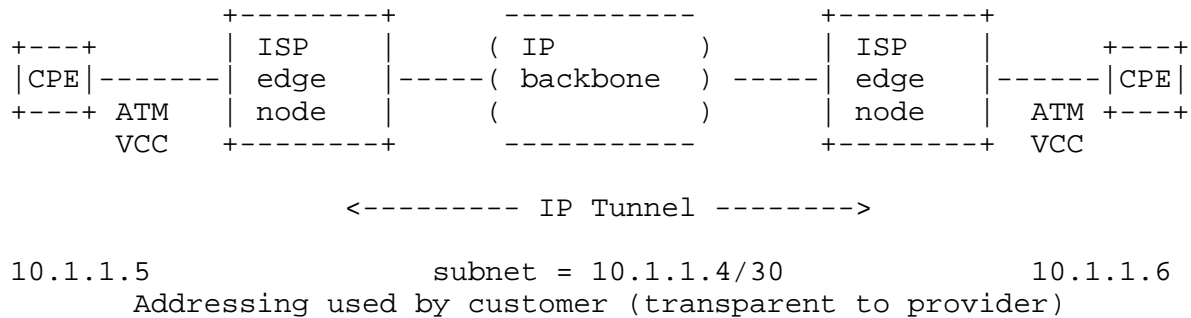 +--------+       -----------       +--------+
+---+           | ISP    |     ( IP          )     | ISP    |       +---+
|CPE|-------| edge   |-----( backbone  ) -----| edge   |------|CPE|
+---+ ATM   | node   |     (           )      | node   |  ATM +---+
      VCC   +--------+       -----------       +--------+  VCC
<--------- IP Tunnel -------->
10.1.1.5                subnet = 10.1.1.4/30                10.1.1.6
Addressing used by customer (transparent to provider)